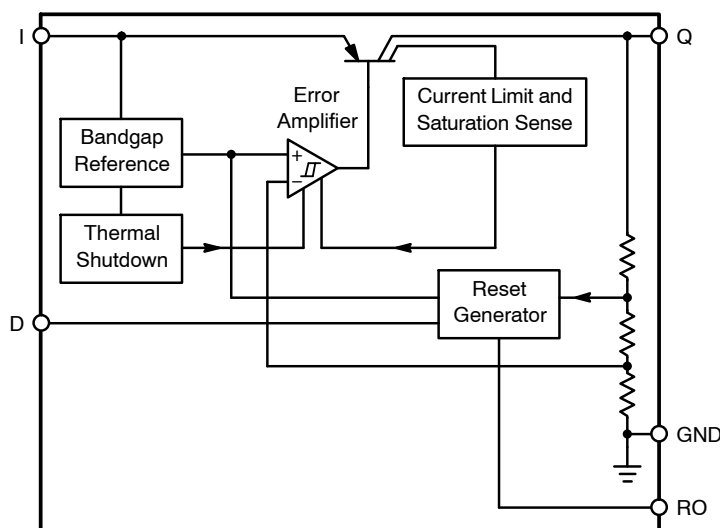 I
Q
Error
Amplifier
Current Limit and
Saturation Sense
Bandgap
Reference
+
−
Thermal
Shutdown
Reset
Generator
D
GND
RO